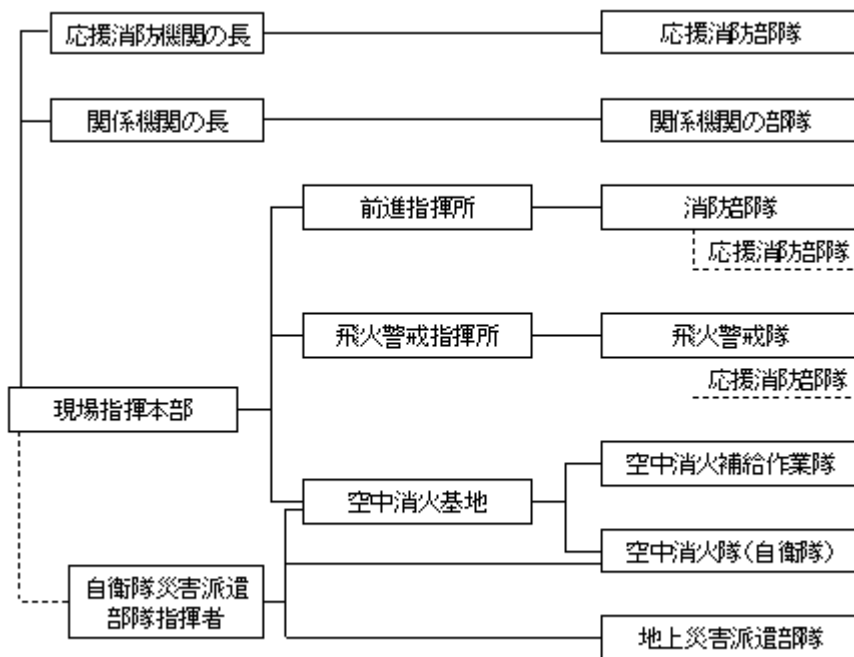 応援消防機関の長
応援消防部隊
関係機関の長
関係機関の部隊
前進指揮所
消防部隊
応援消防部隊
飛火警戒指揮所
飛火警戒隊
応援消防部隊
現場指揮本部
空中消火補給作業隊
空中消火基地
空中消火隊（自衛隊）
自衛隊災害派遣
部隊指揮者
地上災害派遣部隊